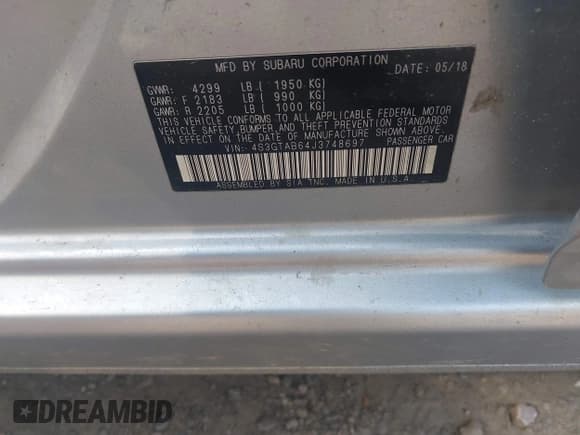 MFD BY SUBARU CORPORATION DATE: 05/18
GVWR: 4299 LB ( 1950 KG)
GAWR: F 2183 LB ( 990 KG)
GAWR: R 2205 LB ( 1000 KG)
THIS VEHICLE CONFORMS TO ALL APPLICABLE FEDERAL MOTOR
VEHICLE SAFETY,BUMPER,AND THEFT PREVENTION STANDARDS
IN EFFECT ON THE DATE OF MANUFACTURE SHOWN ABOVE.
VIN: 4S3GTAB64J3748697 PASSENGER CAR
ASSEMBLED BY SIA INC. MADE IN U.S.A.
DREAMBID